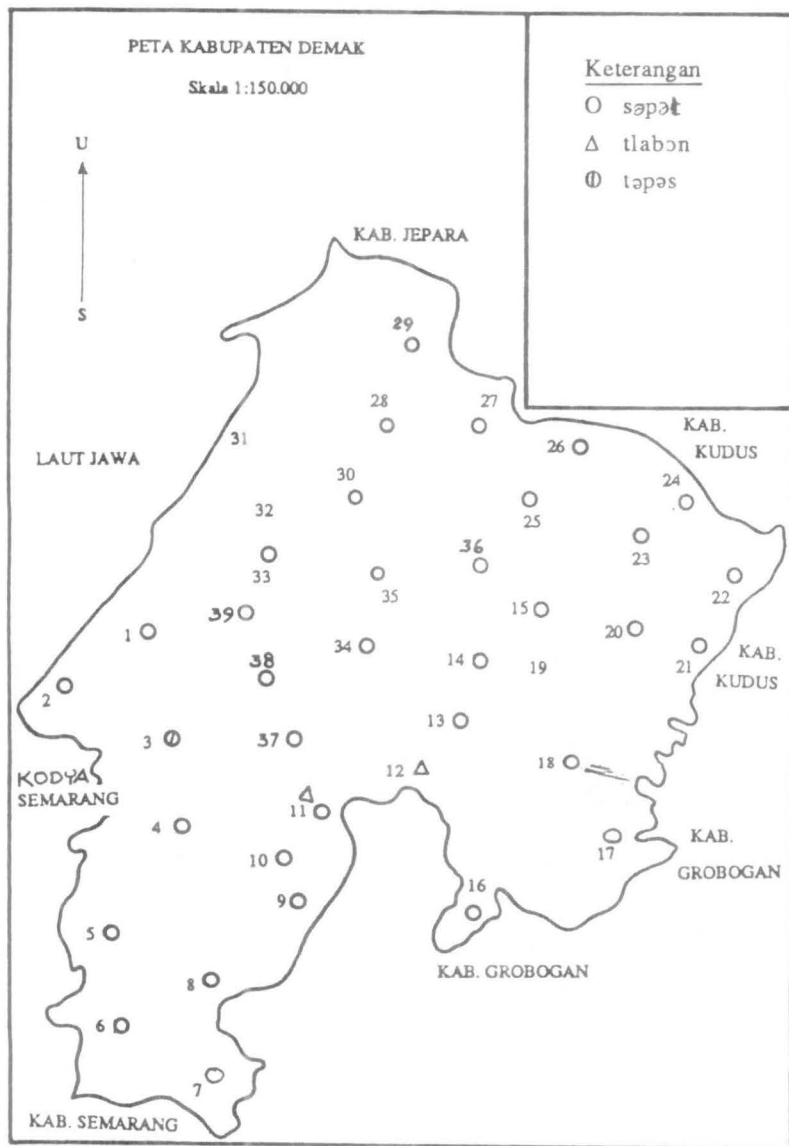 PETA KABUPATEN DEMAK
Skala 1:150.000
Keterangan
səpət
tlabɔn
təpəs
U
S
KAB. JEPARA
29
28
27
31
26
KAB.
KUDUS
LAUT JAWA
30
24
32
25
36
23
33
35
22
39
15
1
20
34
14
19
21
KAB.
KUDUS
38
2
13
3
37
12
18
KODYA
SEMARANG
11
4
17
KAB.
GROBOGAN
10
16
9
5
KAB. GROBOGAN
8
6
7
KAB. SEMARANG